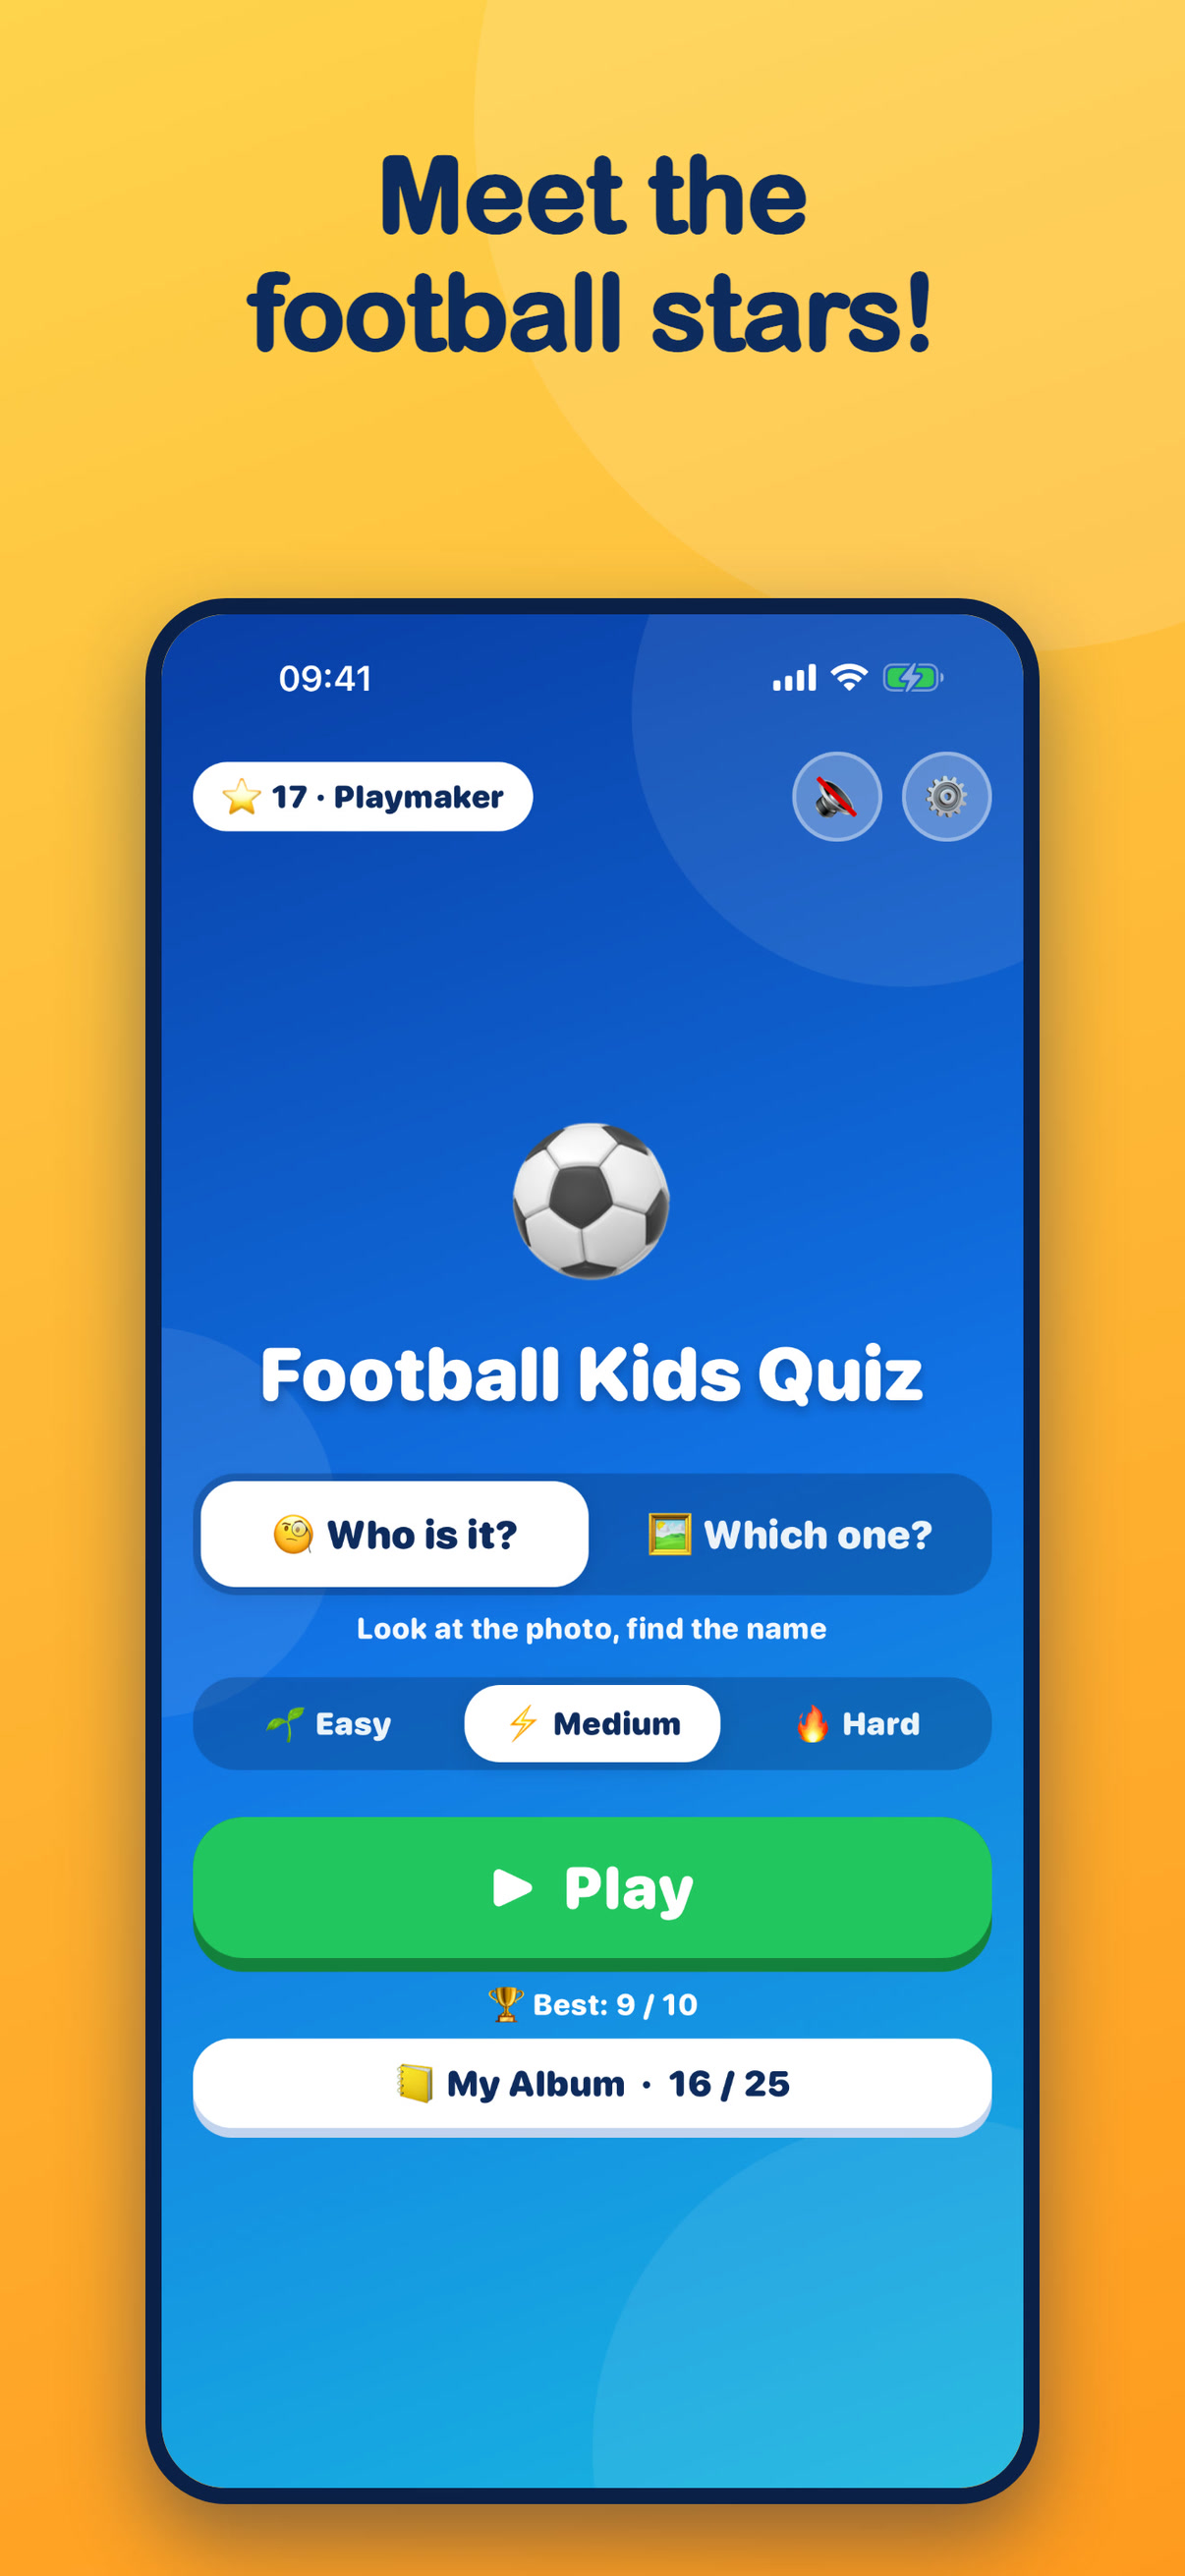 Meet the
football stars!
09:41
17 · Playmaker
Football Kids Quiz
Who is it?
Which one?
Look at the photo, find the name
Easy
Medium
Hard
Play
Best: 9 / 10
My Album · 16 / 25